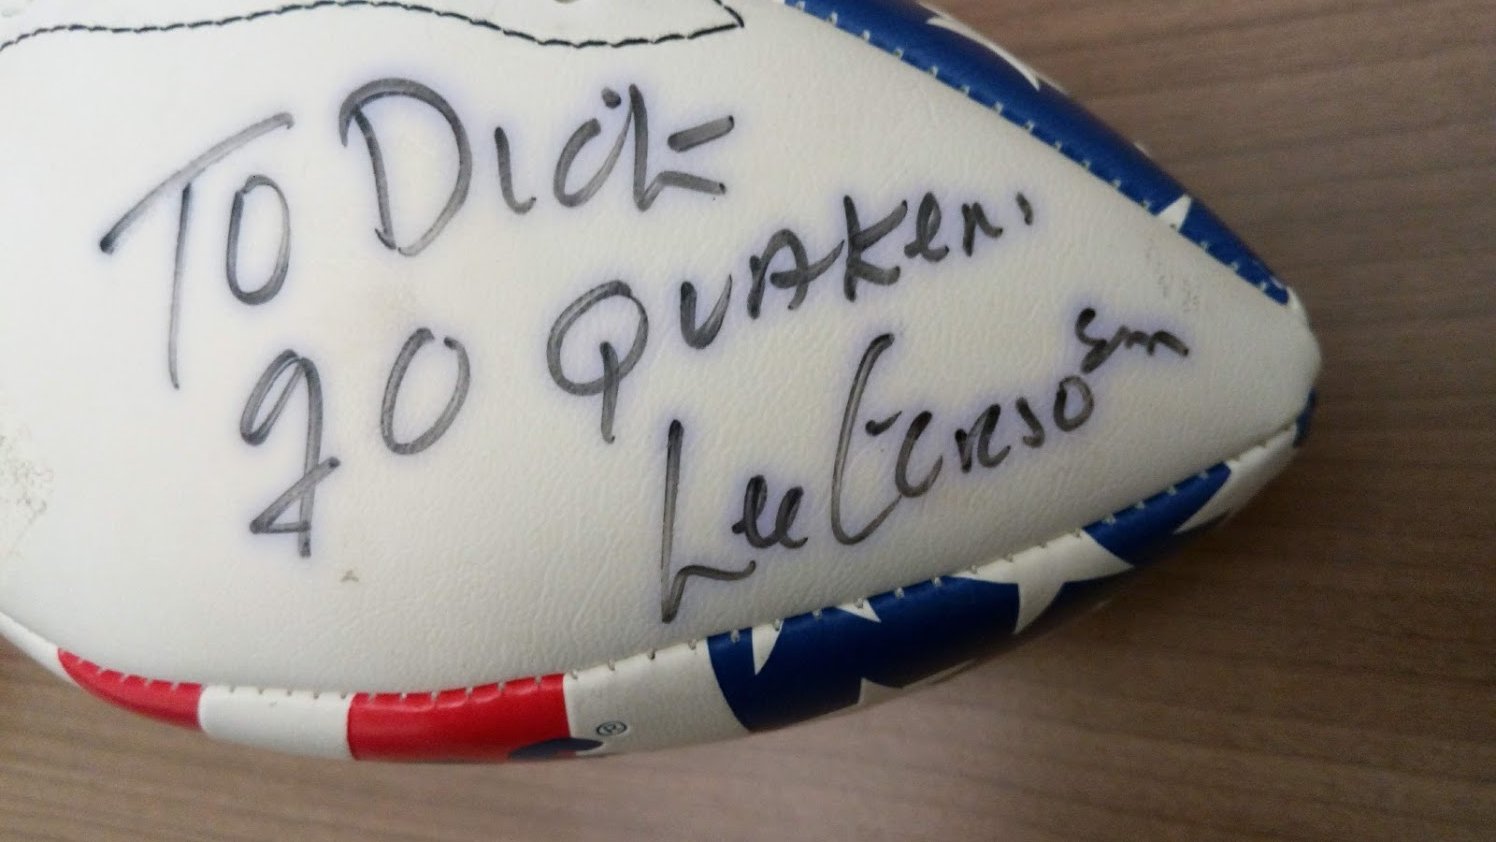 TO DICK
GO QUAKers
Lee Corso
®